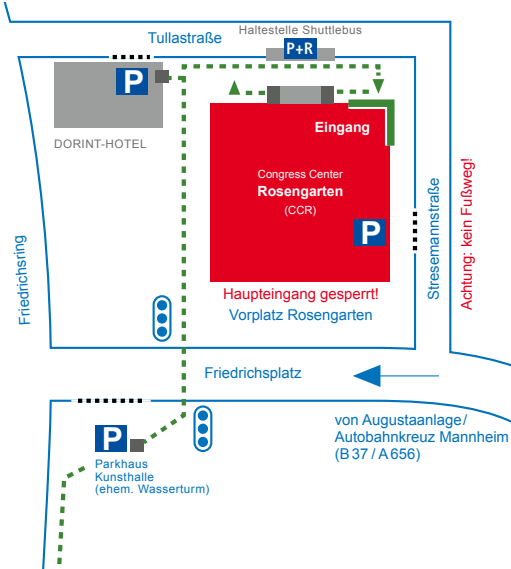 Haltestelle Shuttlebus
Tullastraße
P+R
P
DORINT-HOTEL
Eingang
Congress Center
Rosengarten
(CCR)
P
Haupteingang gesperrt!
Vorplatz Rosengarten
Friedrichsring
Stresemannstraße
Achtung: kein Fußweg!
Friedrichsplatz
P
Parkhaus
Kunsthalle
(ehem. Wasserturm)
von Augustaanlage/
Autobahnkreuz Mannheim
(B 37 / A 656)